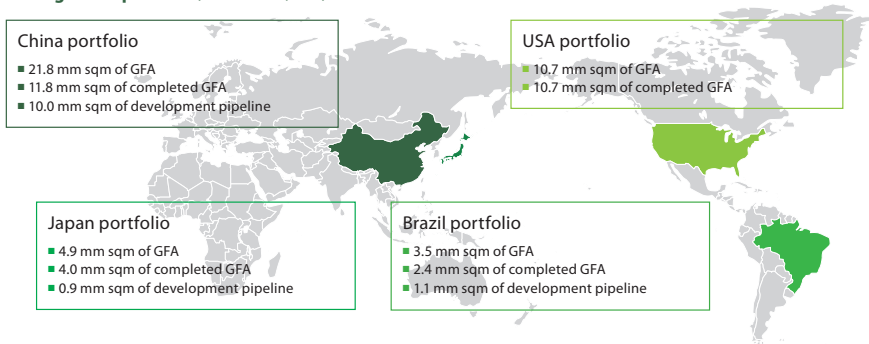 China portfolio
■ 21.8 mm sqm of GFA
■ 11.8 mm sqm of completed GFA
■ 10.0 mm sqm of development pipeline
USA portfolio
■ 10.7 mm sqm of GFA
■ 10.7 mm sqm of completed GFA
Japan portfolio
■ 4.9 mm sqm of GFA
■ 4.0 mm sqm of completed GFA
■ 0.9 mm sqm of development pipeline
Brazil portfolio
■ 3.5 mm sqm of GFA
■ 2.4 mm sqm of completed GFA
■ 1.1 mm sqm of development pipeline